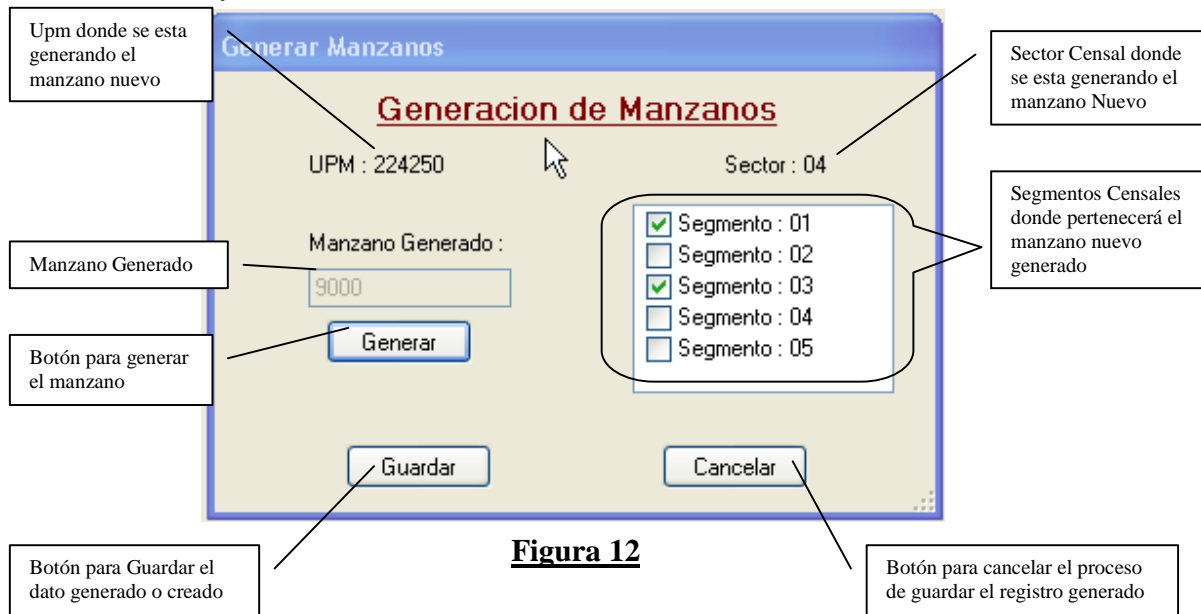 Upm donde se esta
generando el
manzano nuevo
Generar Manzanos
Sector Censal donde
se esta generando el
manzano Nuevo
Generacion de Manzanos
UPM : 224250
Sector : 04
Segmentos Censales
donde pertenecerá el
manzano nuevo
generado
Manzano Generado :
Segmento : 01
Segmento : 02
Segmento : 03
Segmento : 04
Segmento : 05
Manzano Generado
9000
Botón para generar
el manzano
Generar
Guardar
Cancelar
Figura 12
Botón para Guardar el
dato generado o creado
Botón para cancelar el proceso
de guardar el registro generado